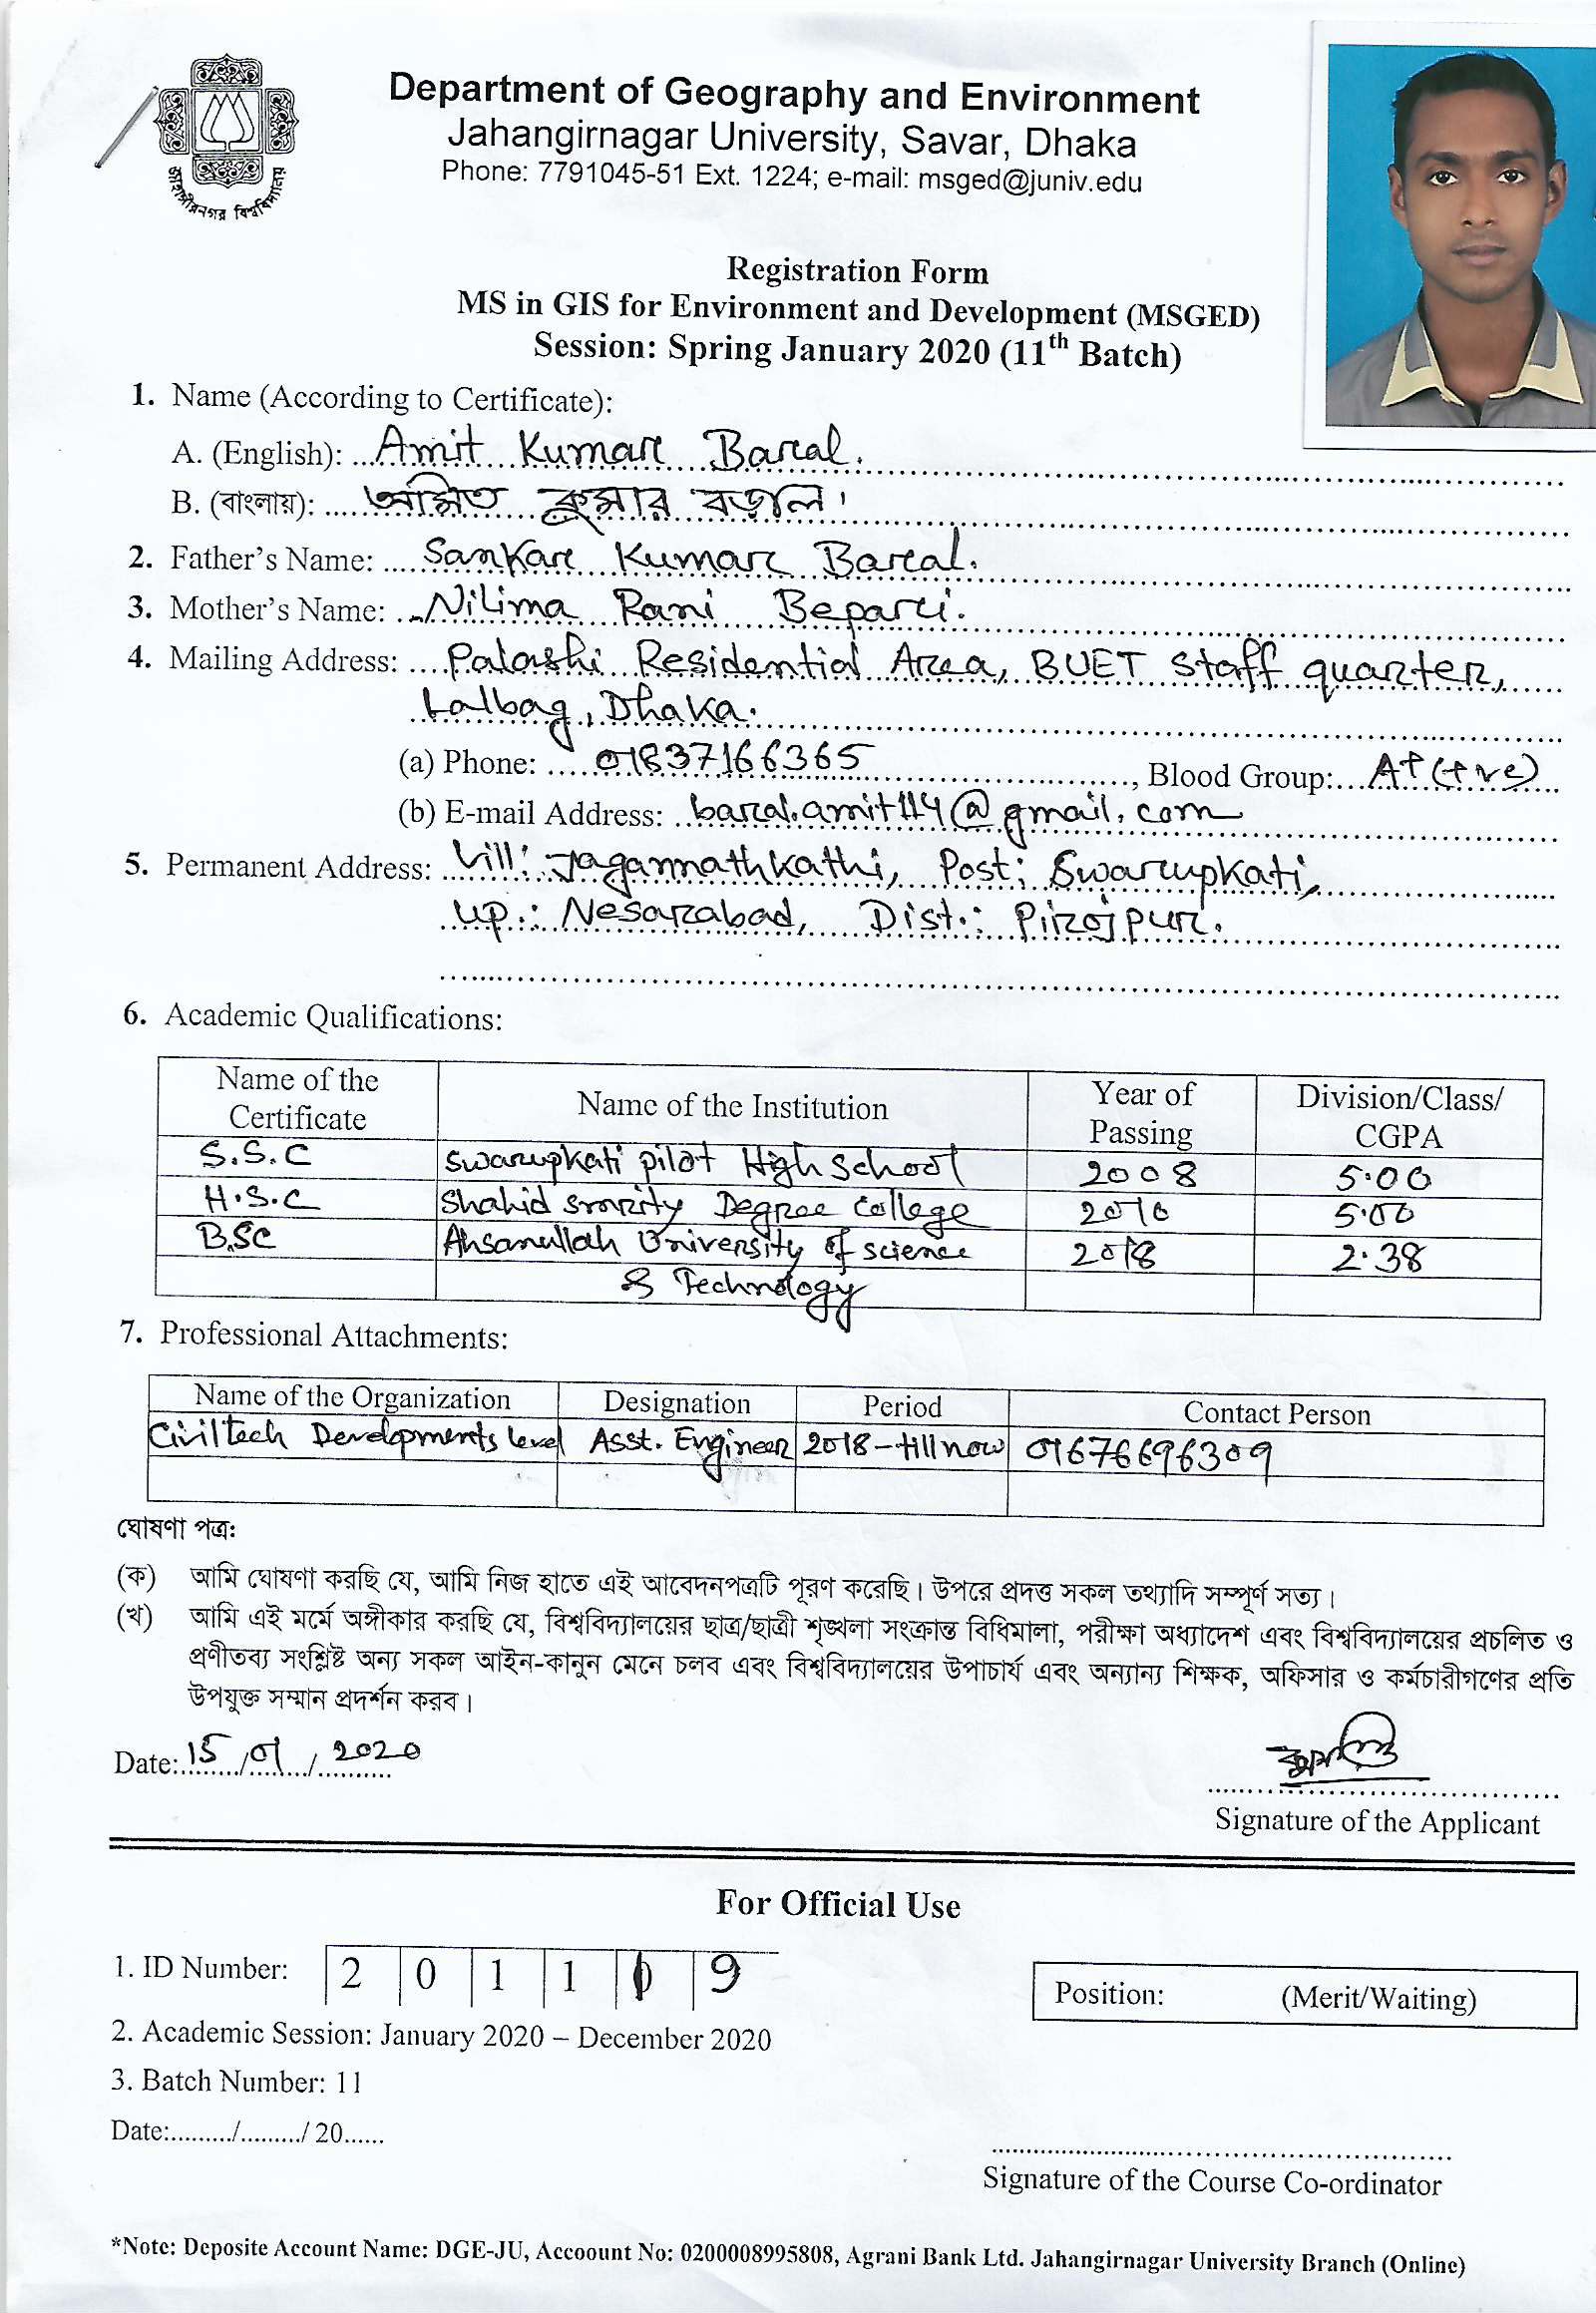 জাহাঙ্গীরনগর বিশ্ববিদ্যালয়
Department of Geography and Environment
Jahangirnagar University, Savar, Dhaka
Phone: 7791045-51 Ext. 1224; e-mail: msged@juniv.edu
Registration Form
MS in GIS for Environment and Development (MSGED)
Session: Spring January 2020 (11th Batch)
1. Name (According to Certificate):
A. (English): Amit Kumar Baral.
B. (বাংলায়): অমিত কুমার বড়াল।
2. Father's Name: Sankar Kumar Baral.
3. Mother's Name: Nilima Rani Bepari.
4. Mailing Address: Palashi Residential Area, BUET Staff quarter,
Lalbag, Dhaka.
(a) Phone: 01837166365, Blood Group: A+(+ve)
(b) E-mail Address: baral.amit114@gmail.com
5. Permanent Address: Vill: Jagannathkathi, Post: Swarupkati,
Up.: Nesarabad, Dist.: Pirojpur.
6. Academic Qualifications:
Name of the Certificate Name of the Institution Year of Passing Division/Class/CGPA
S.S.C Swarupkati pilot High school 2008 5.00
H.S.C Shahid smrity Degree College 2010 5.00
B.SC Ahsanullah University of science 2018 2.38
& Technology
7. Professional Attachments:
Name of the Organization Designation Period Contact Person
Civiltech Developments level Asst. Engineer 2018-till now 01676696309
ঘোষণা পত্র:
(ক) আমি ঘোষণা করছি যে, আমি নিজ হাতে এই আবেদনপত্রটি পূরণ করেছি। উপরে প্রদত্ত সকল তথ্যাদি সম্পূর্ণ সত্য।
(খ) আমি এই মর্মে অঙ্গীকার করছি যে, বিশ্ববিদ্যালয়ের ছাত্র/ছাত্রী শৃঙ্খলা সংক্রান্ত বিধিমালা, পরীক্ষা অধ্যাদেশ এবং বিশ্ববিদ্যালয়ের প্রচলিত ও
প্রণীতব্য সংশ্লিষ্ট অন্য সকল আইন-কানুন মেনে চলব এবং বিশ্ববিদ্যালয়ের উপাচার্য এবং অন্যান্য শিক্ষক, অফিসার ও কর্মচারীগণের প্রতি
উপযুক্ত সম্মান প্রদর্শন করব।
Date: 15/01/2020
Signature of the Applicant
For Official Use
1. ID Number: 2 0 1 1 0 9
Position: (Merit/Waiting)
2. Academic Session: January 2020 – December 2020
3. Batch Number: 11
Date:........./........./ 20......
Signature of the Course Co-ordinator
*Note: Deposite Account Name: DGE-JU, Accoount No: 0200008995808, Agrani Bank Ltd. Jahangirnagar University Branch (Online)